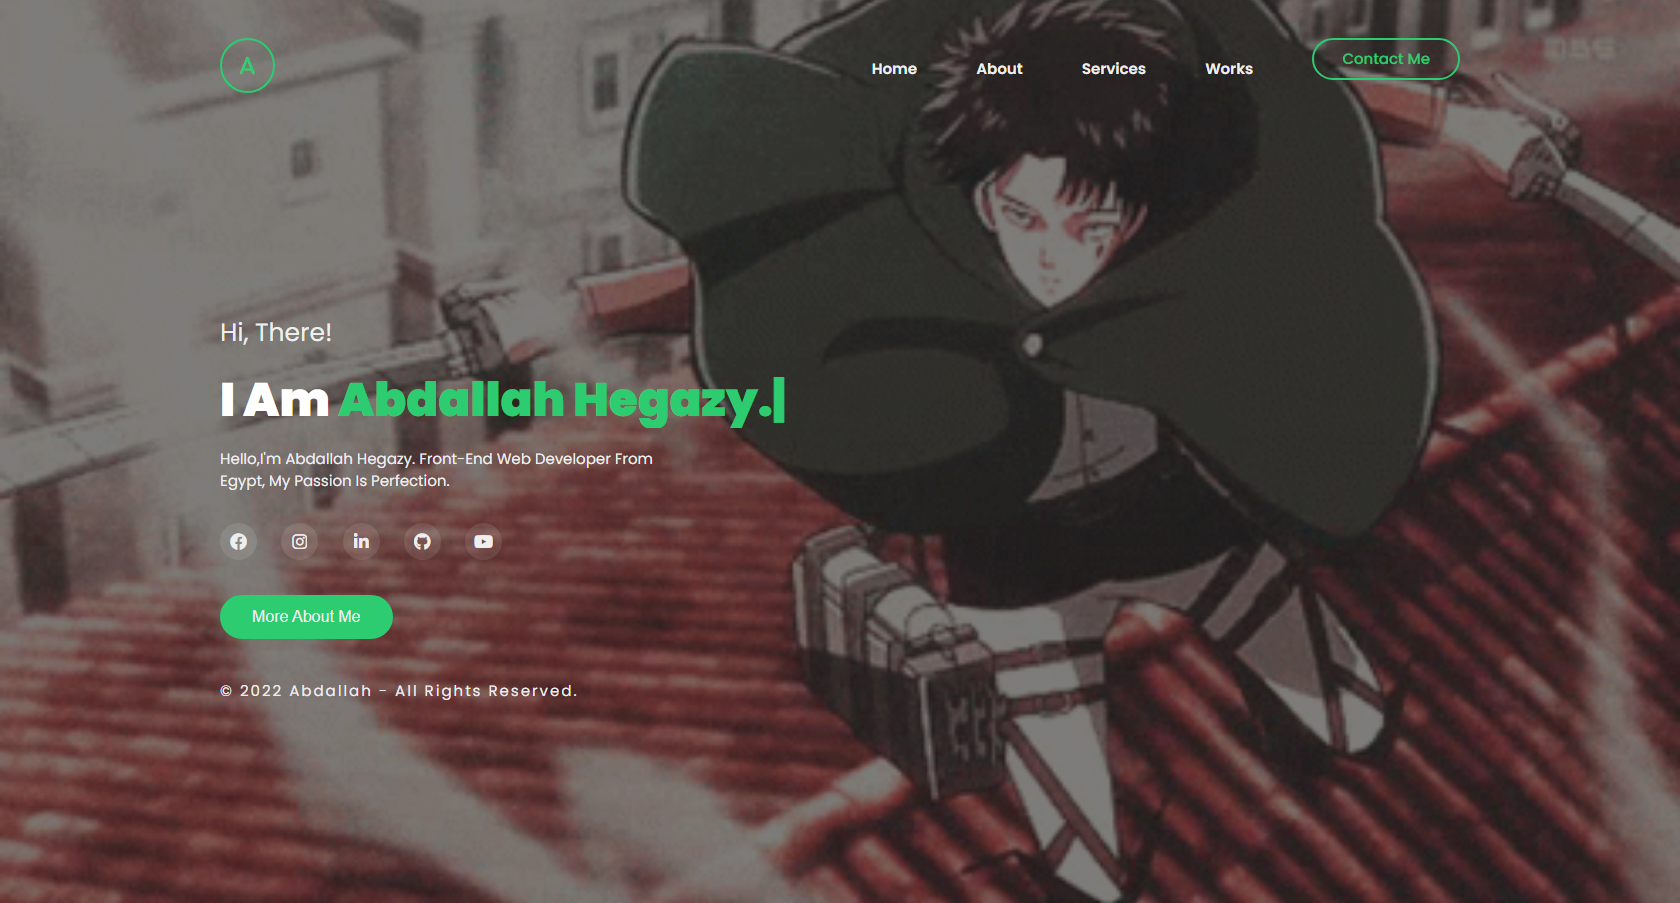 A
Home About Services Works Contact Me
Hi, There!
I Am Abdallah Hegazy.|
Hello,I'm Abdallah Hegazy. Front-End Web Developer From
Egypt, My Passion Is Perfection.
More About Me
© 2022 Abdallah - All Rights Reserved.